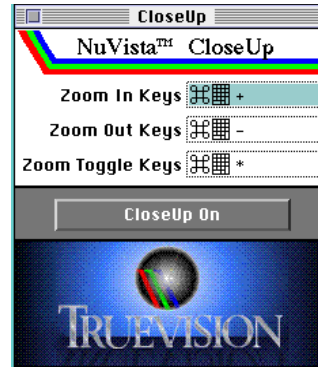 CloseUp
NuVista™ CloseUp
Zoom In Keys ⌘▦ +
Zoom Out Keys ⌘▦ -
Zoom Toggle Keys ⌘▦ *
CloseUp On
TRUEVISION